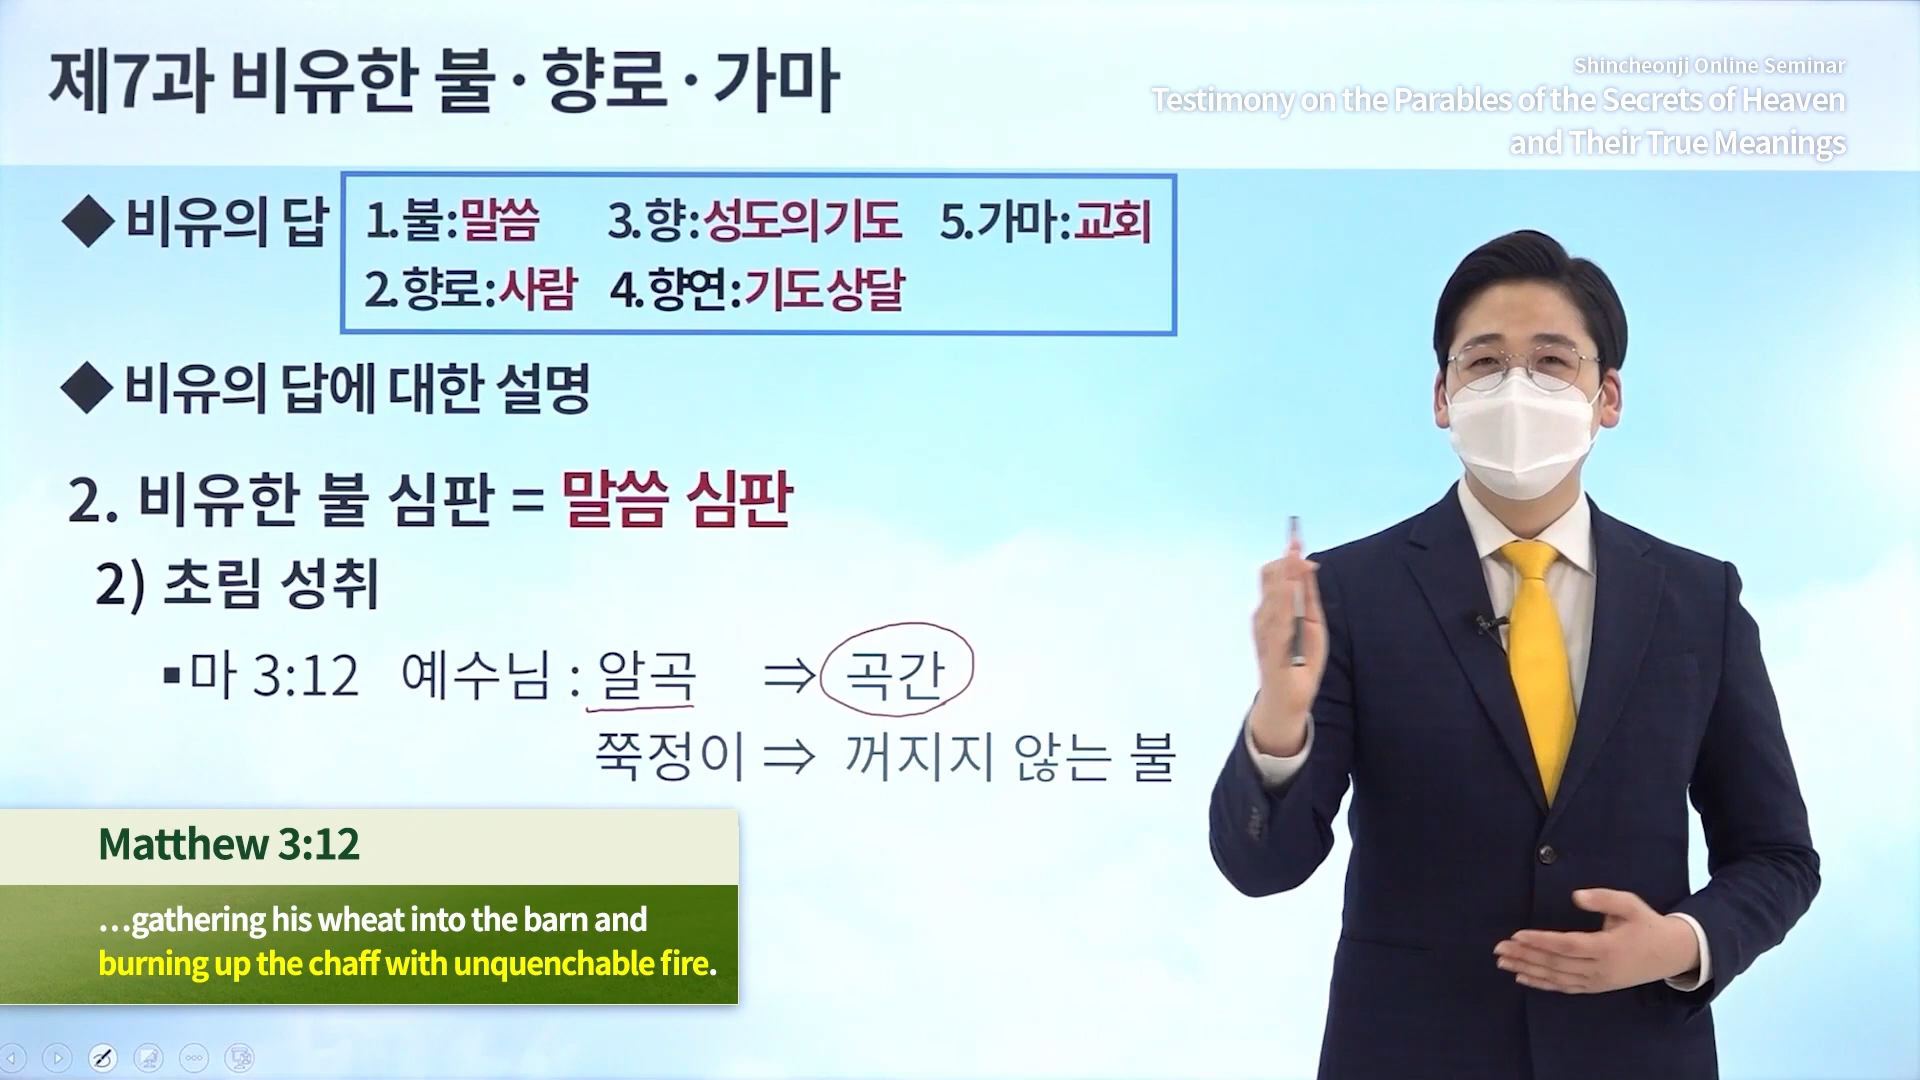 제7과 비유한 불·향로·가마
Shincheonji Online Seminar
Testimony on the Parables of the Secrets of Heaven
and Their True Meanings
◆비유의 답
1.불:말씀 3.향:성도의 기도 5.가마:교회
2.향로:사람 4.향연:기도 상달
◆비유의 답에 대한 설명
2. 비유한 불 심판 = 말씀 심판
2) 초림 성취
▪마 3:12 예수님 : 알곡 ⇒ 곡간
쭉정이 ⇒ 꺼지지 않는 불
Matthew 3:12
…gathering his wheat into the barn and
burning up the chaff with unquenchable fire.